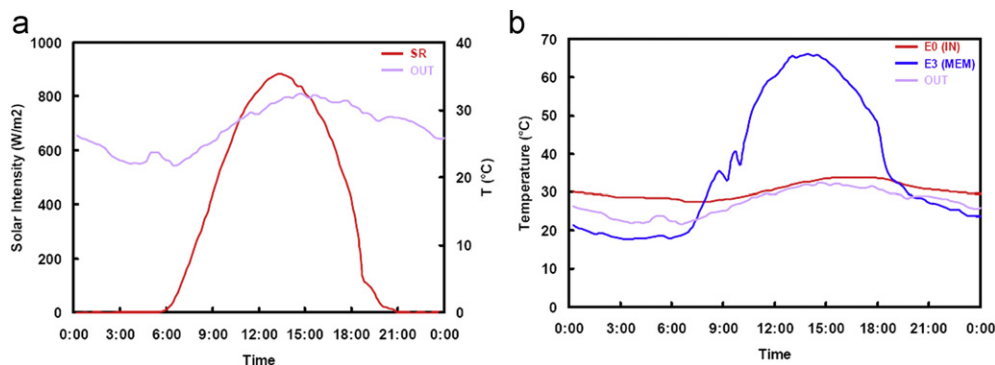 a
1000
800
600
400
200
0
Solar Intensity (W/m2)
SR
OUT
40
30
20
10
0
T (°C)
0:00 3:00 6:00 9:00 12:00 15:00 18:00 21:00 0:00
Time
b
70
60
50
40
30
20
10
0
Temperature (°C)
E0 (IN)
E3 (MEM)
OUT
0:00 3:00 6:00 9:00 12:00 15:00 18:00 21:00 0:00
Time